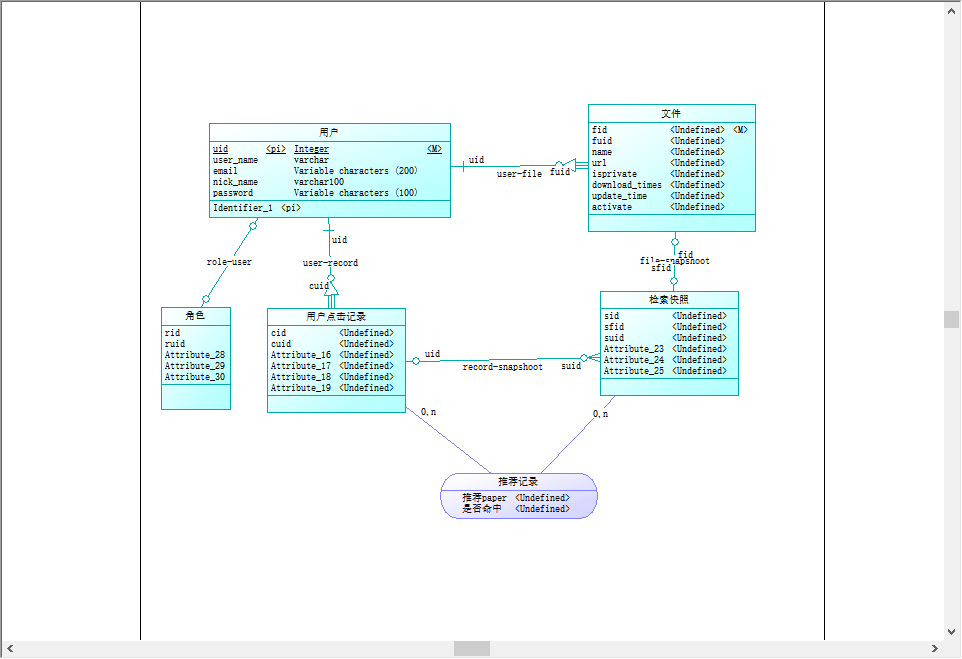 用户
uid <pi> Integer <M>
user_name varchar
email Variable characters (200)
nick_name varchar100
password Variable characters (100)
Identifier_1 <pi>
文件
fid <Undefined> <M>
fuid <Undefined>
name <Undefined>
url <Undefined>
isprivate <Undefined>
download_times <Undefined>
update_time <Undefined>
activate <Undefined>
uid
user-file
fuid
role-user
uid
user-record
cuid
fid
file-snapshoot
sfid
角色
rid
ruid
Attribute_28
Attribute_29
Attribute_30
用户点击记录
cid <Undefined>
cuid <Undefined>
Attribute_16 <Undefined>
Attribute_17 <Undefined>
Attribute_18 <Undefined>
Attribute_19 <Undefined>
检索快照
sid <Undefined>
sfid <Undefined>
suid <Undefined>
Attribute_23 <Undefined>
Attribute_24 <Undefined>
Attribute_25 <Undefined>
uid
record-snapshoot
suid
0,n
0,n
推荐记录
推荐paper <Undefined>
是否命中 <Undefined>